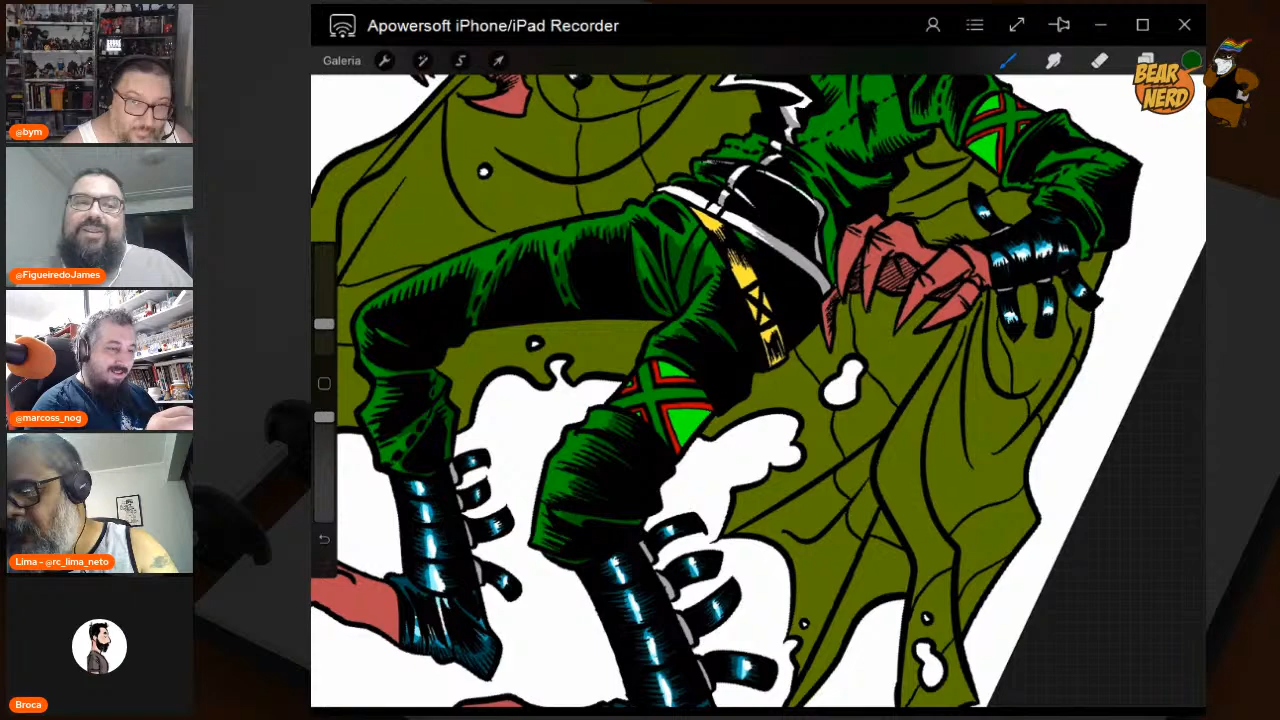 Apowersoft iPhone/iPad Recorder
Galeria
BEAR
NERD
@bym
@FigueiredoJames
@marcoss_nog
Lima - @rc_lima_neto
Broca